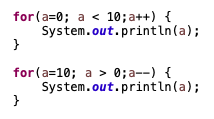 for(a=0; a < 10;a++) {
    System.out.println(a);
}

for(a=10; a > 0;a--) {
    System.out.println(a);
}